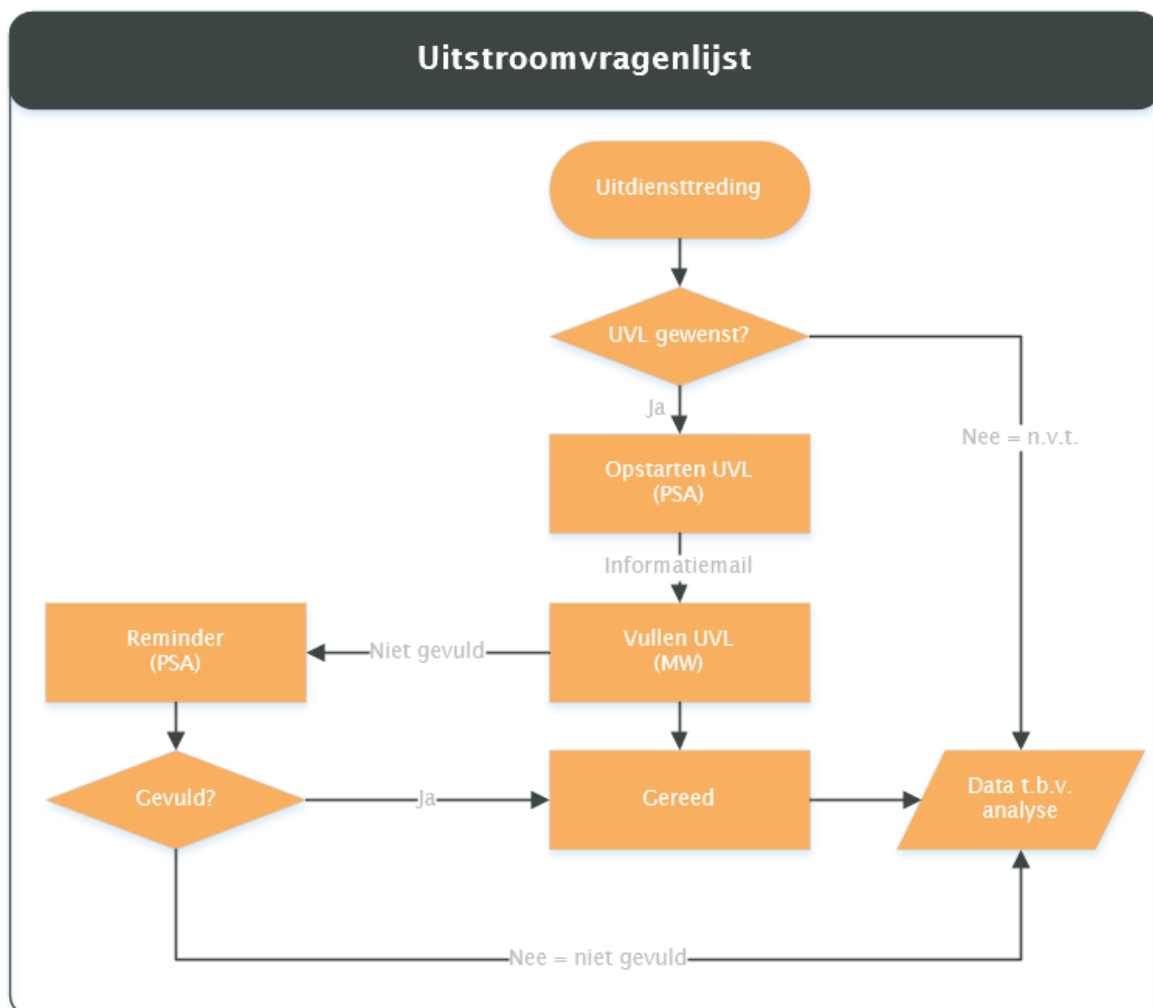 Uitstroomvragenlijst
Uitdiensttreding
UVL gewenst?
Ja
Nee = n.v.t.
Opstarten UVL
(PSA)
Informatiemail
Reminder
(PSA)
Niet gevuld
Vullen UVL
(MW)
Gevuld?
Ja
Gereed
Data t.b.v.
analyse
Nee = niet gevuld